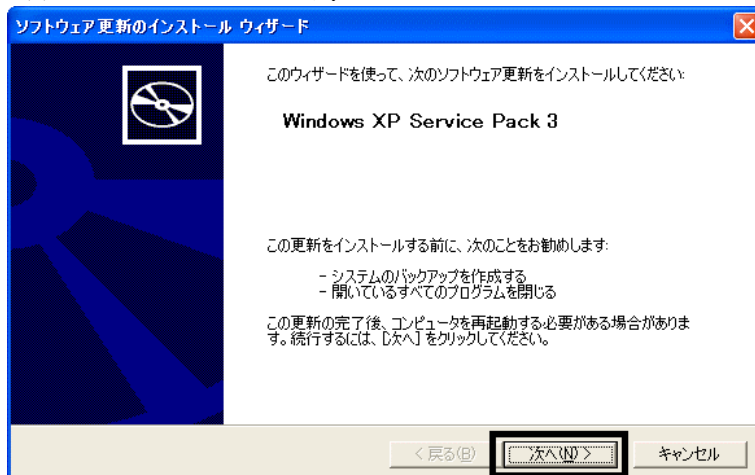 ソフトウェア更新のインストール ウィザード
このウィザードを使って、次のソフトウェア更新をインストールしてください:
Windows XP Service Pack 3
この更新をインストールする前に、次のことをお勧めします:
- システムのバックアップを作成する
- 開いているすべてのプログラムを閉じる
この更新の完了後、コンピュータを再起動する必要がある場合がありま
す。続行するには、[次へ] をクリックしてください。
< 戻る(B) 次へ(N) > キャンセル